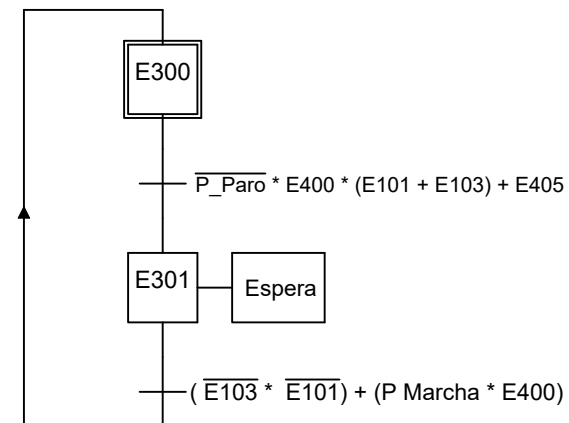 E300
P_Paro * E400 * (E101 + E103) + E405
E301
Espera
( E103 * E101) + (P Marcha * E400)